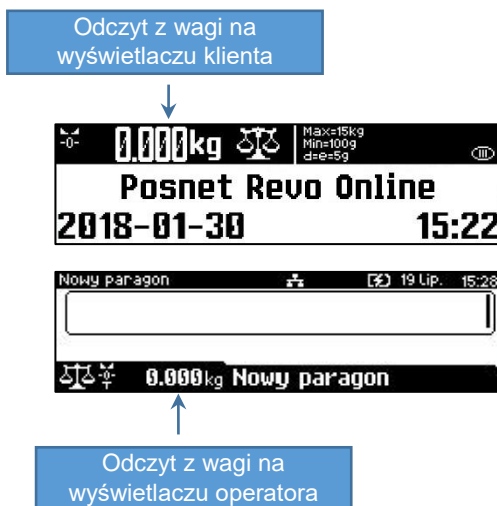 Odczyt z wagi na
wyświetlaczu klienta
-0- 0.000kg Max=15kg
Min=100g
d=e=5g
III
Posnet Revo Online
2018-01-30 15:22
Nowy paragon 19 Lip. 15:28
0.000kg Nowy paragon
Odczyt z wagi na
wyświetlaczu operatora